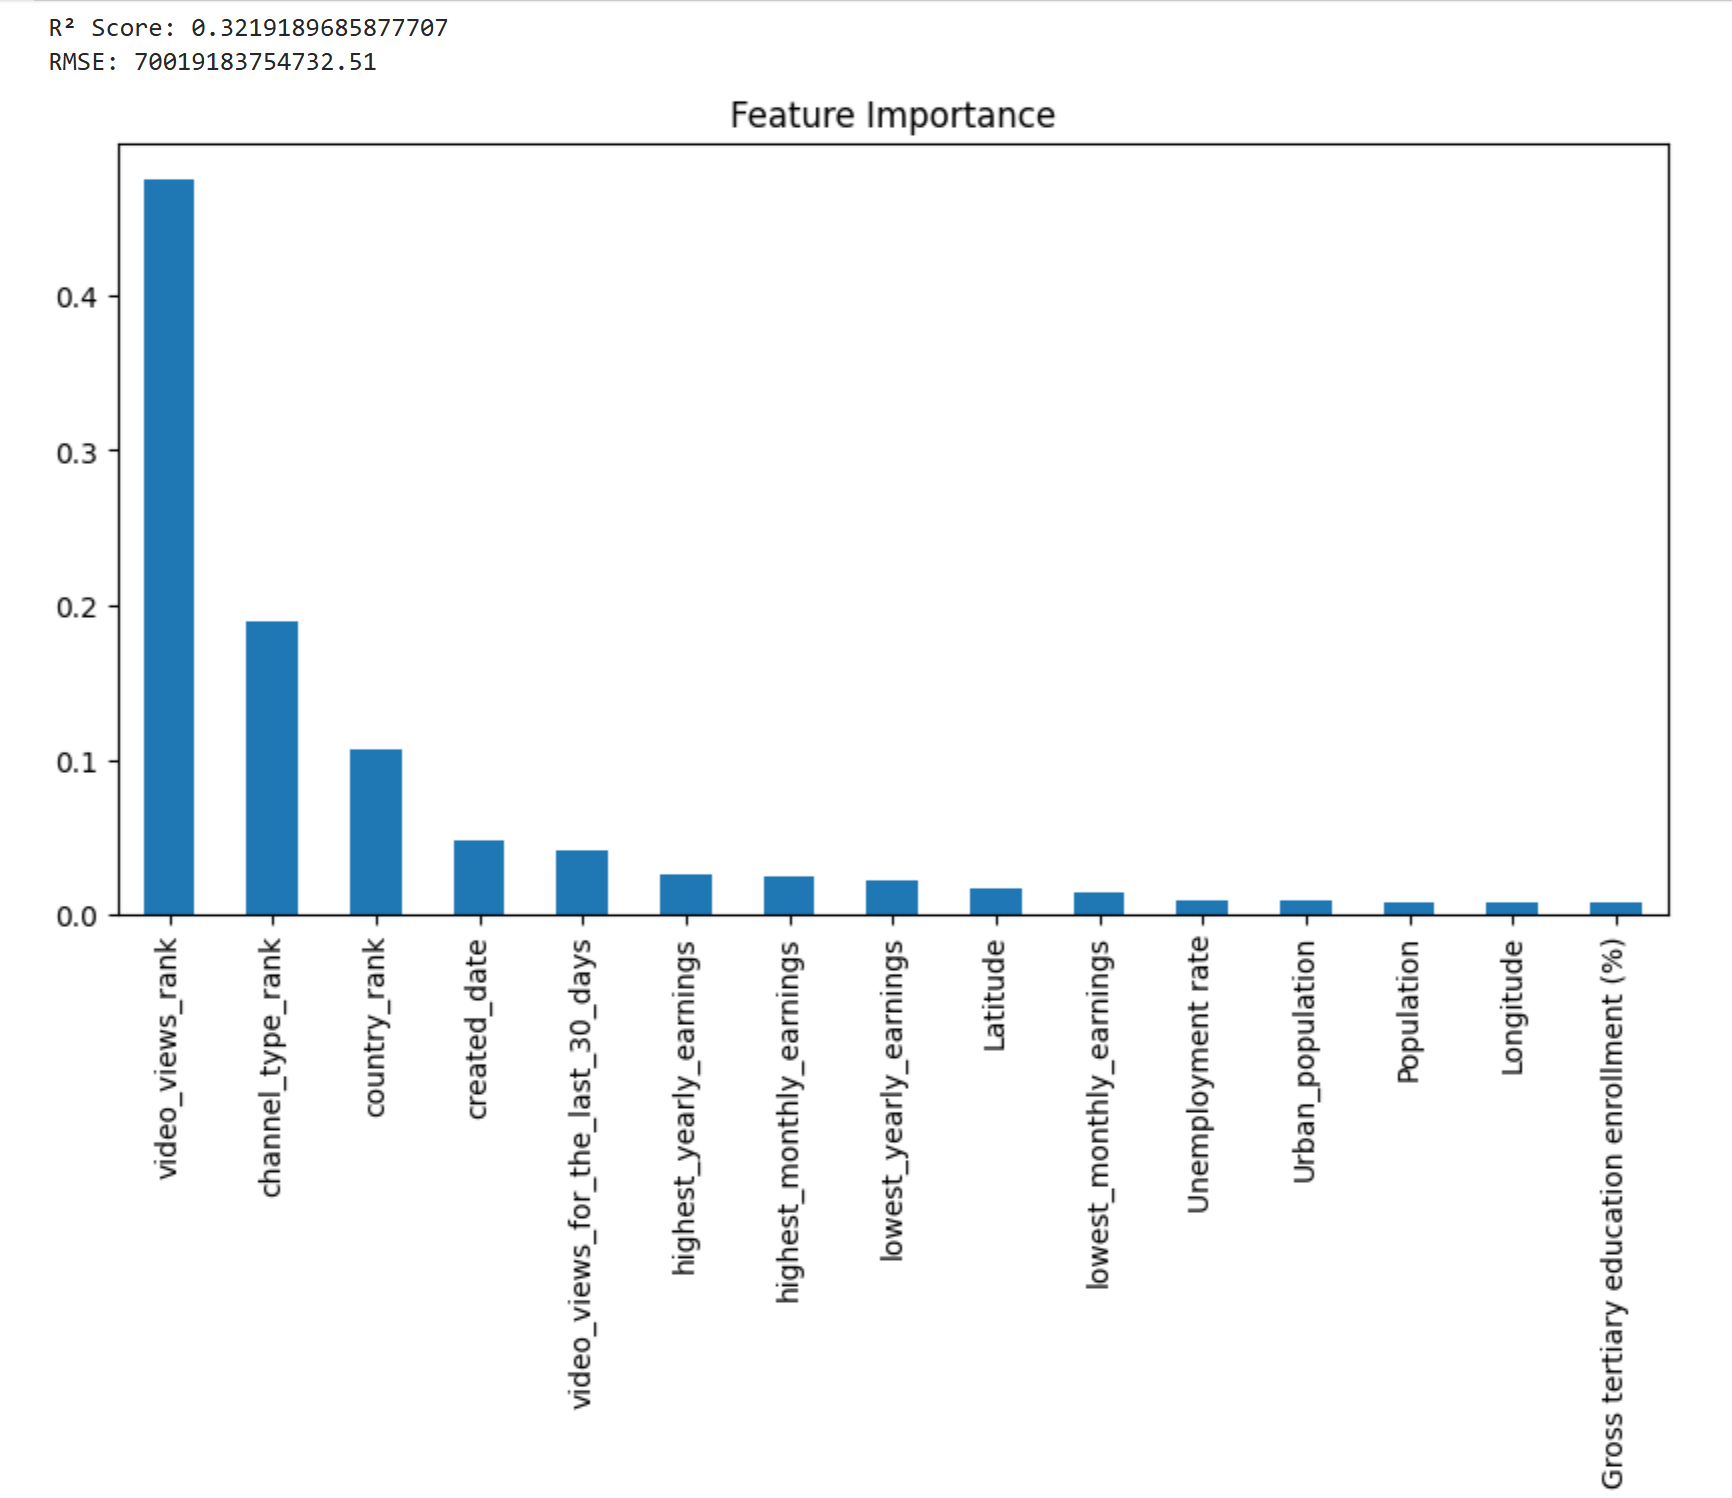 R² Score: 0.3219189685877707
RMSE: 70019183754732.51
Feature Importance
0.4
0.3
0.2
0.1
0.0
video_views_rank
channel_type_rank
country_rank
created_date
video_views_for_the_last_30_days
highest_yearly_earnings
highest_monthly_earnings
lowest_yearly_earnings
Latitude
lowest_monthly_earnings
Unemployment rate
Urban_population
Population
Longitude
Gross tertiary education enrollment (%)